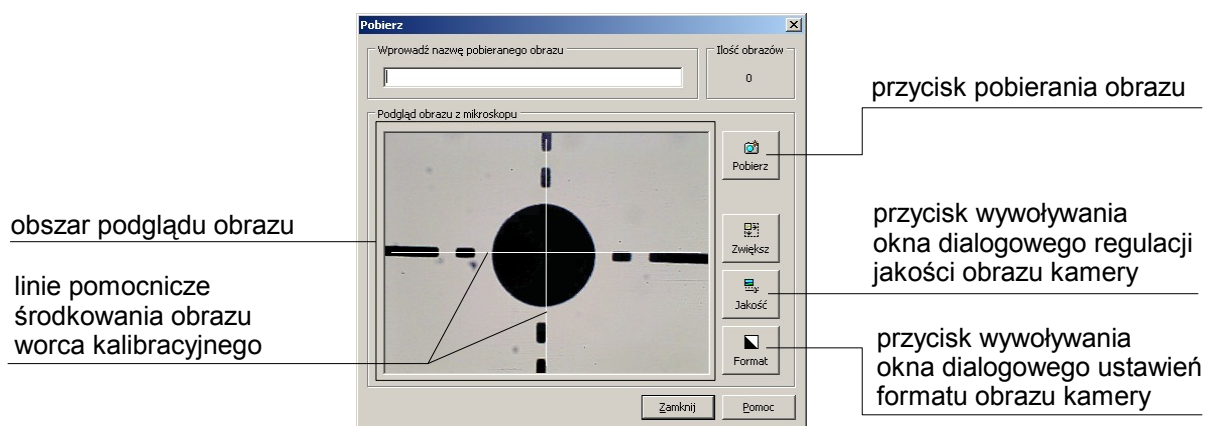 Pobierz
Wprowadź nazwę pobieranego obrazu
Ilość obrazów
0
Podgląd obrazu z mikroskopu
Pobierz
Zwiększ
Jakość
Format
Zamknij
Pomoc
obszar podglądu obrazu
linie pomocnicze
środkowania obrazu
worca kalibracyjnego
przycisk pobierania obrazu
przycisk wywoływania
okna dialogowego regulacji
jakości obrazu kamery
przycisk wywoływania
okna dialogowego ustawień
formatu obrazu kamery